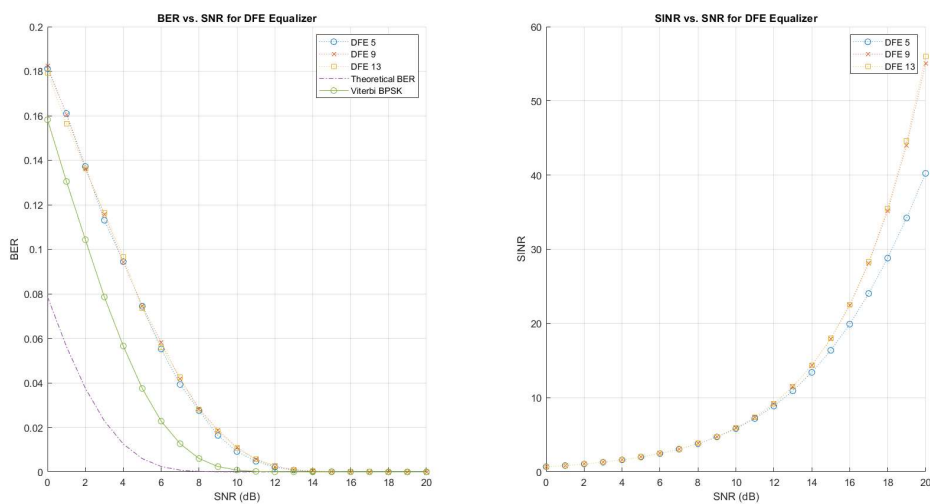 BER vs. SNR for DFE Equalizer
0.2
0.18
0.16
0.14
0.12
0.1
0.08
0.06
0.04
0.02
0
BER
0 2 4 6 8 10 12 14 16 18 20
SNR (dB)
DFE 5
DFE 9
DFE 13
Theoretical BER
Viterbi BPSK
SINR vs. SNR for DFE Equalizer
60
50
40
30
20
10
0
SINR
0 2 4 6 8 10 12 14 16 18 20
SNR (dB)
DFE 5
DFE 9
DFE 13